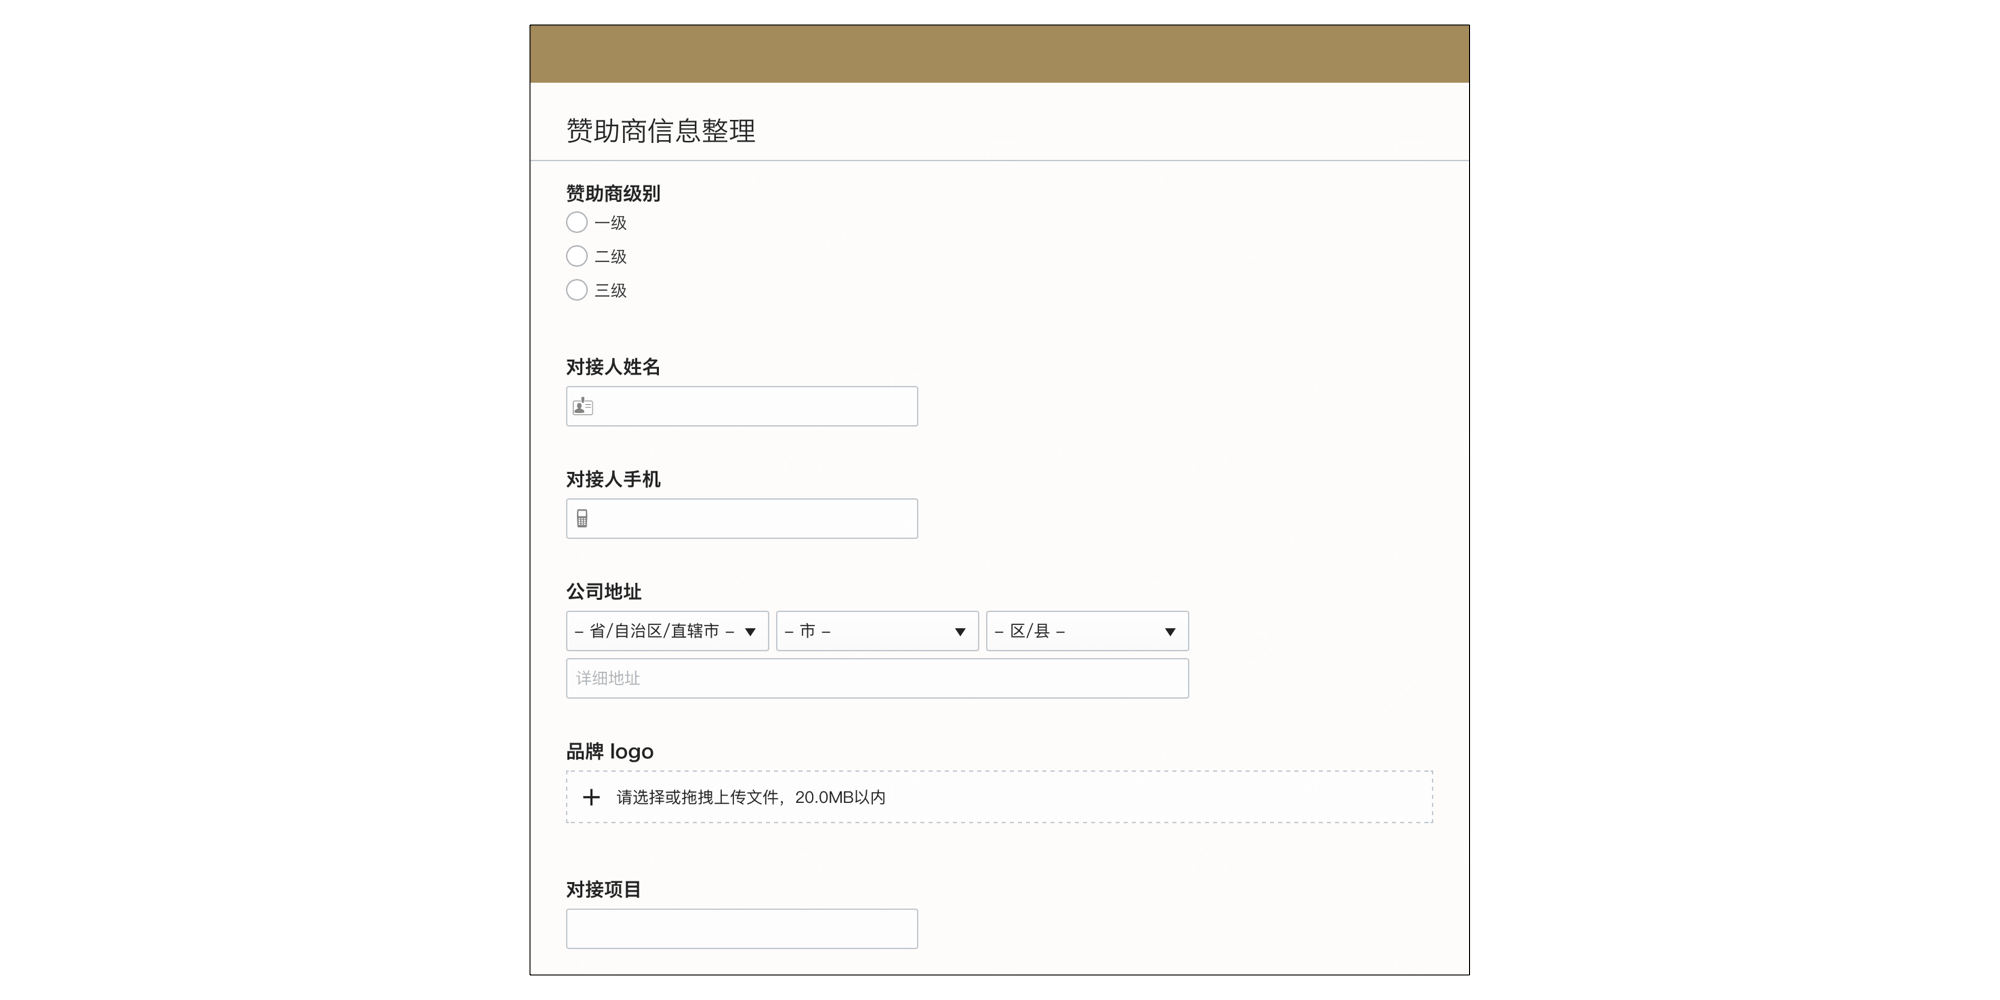 赞助商信息整理
赞助商级别
一级
二级
三级
对接人姓名
对接人手机
公司地址
– 省/自治区/直辖市 – – 市 – – 区/县 –
详细地址
品牌 logo
请选择或拖拽上传文件，20.0MB以内
对接项目